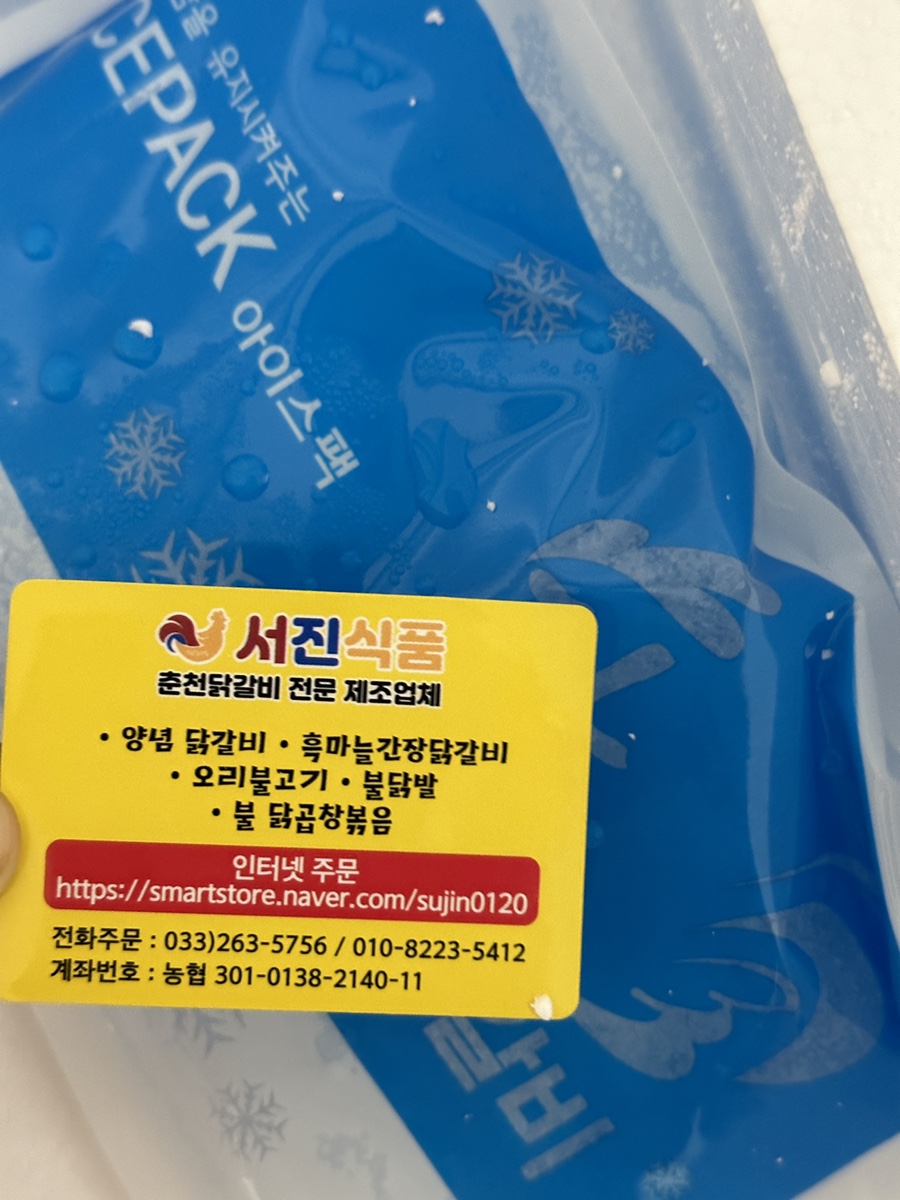 유지시켜주는
CEPACK
아이스팩
서진식품
춘천닭갈비 전문 제조업체
• 양념 닭갈비 • 흑마늘간장닭갈비
• 오리불고기 • 불닭발
• 불 닭곱창볶음
인터넷 주문
https://smartstore.naver.com/sujin0120
전화주문 : 033)263-5756 / 010-8223-5412
계좌번호 : 농협 301-0138-2140-11
갈비